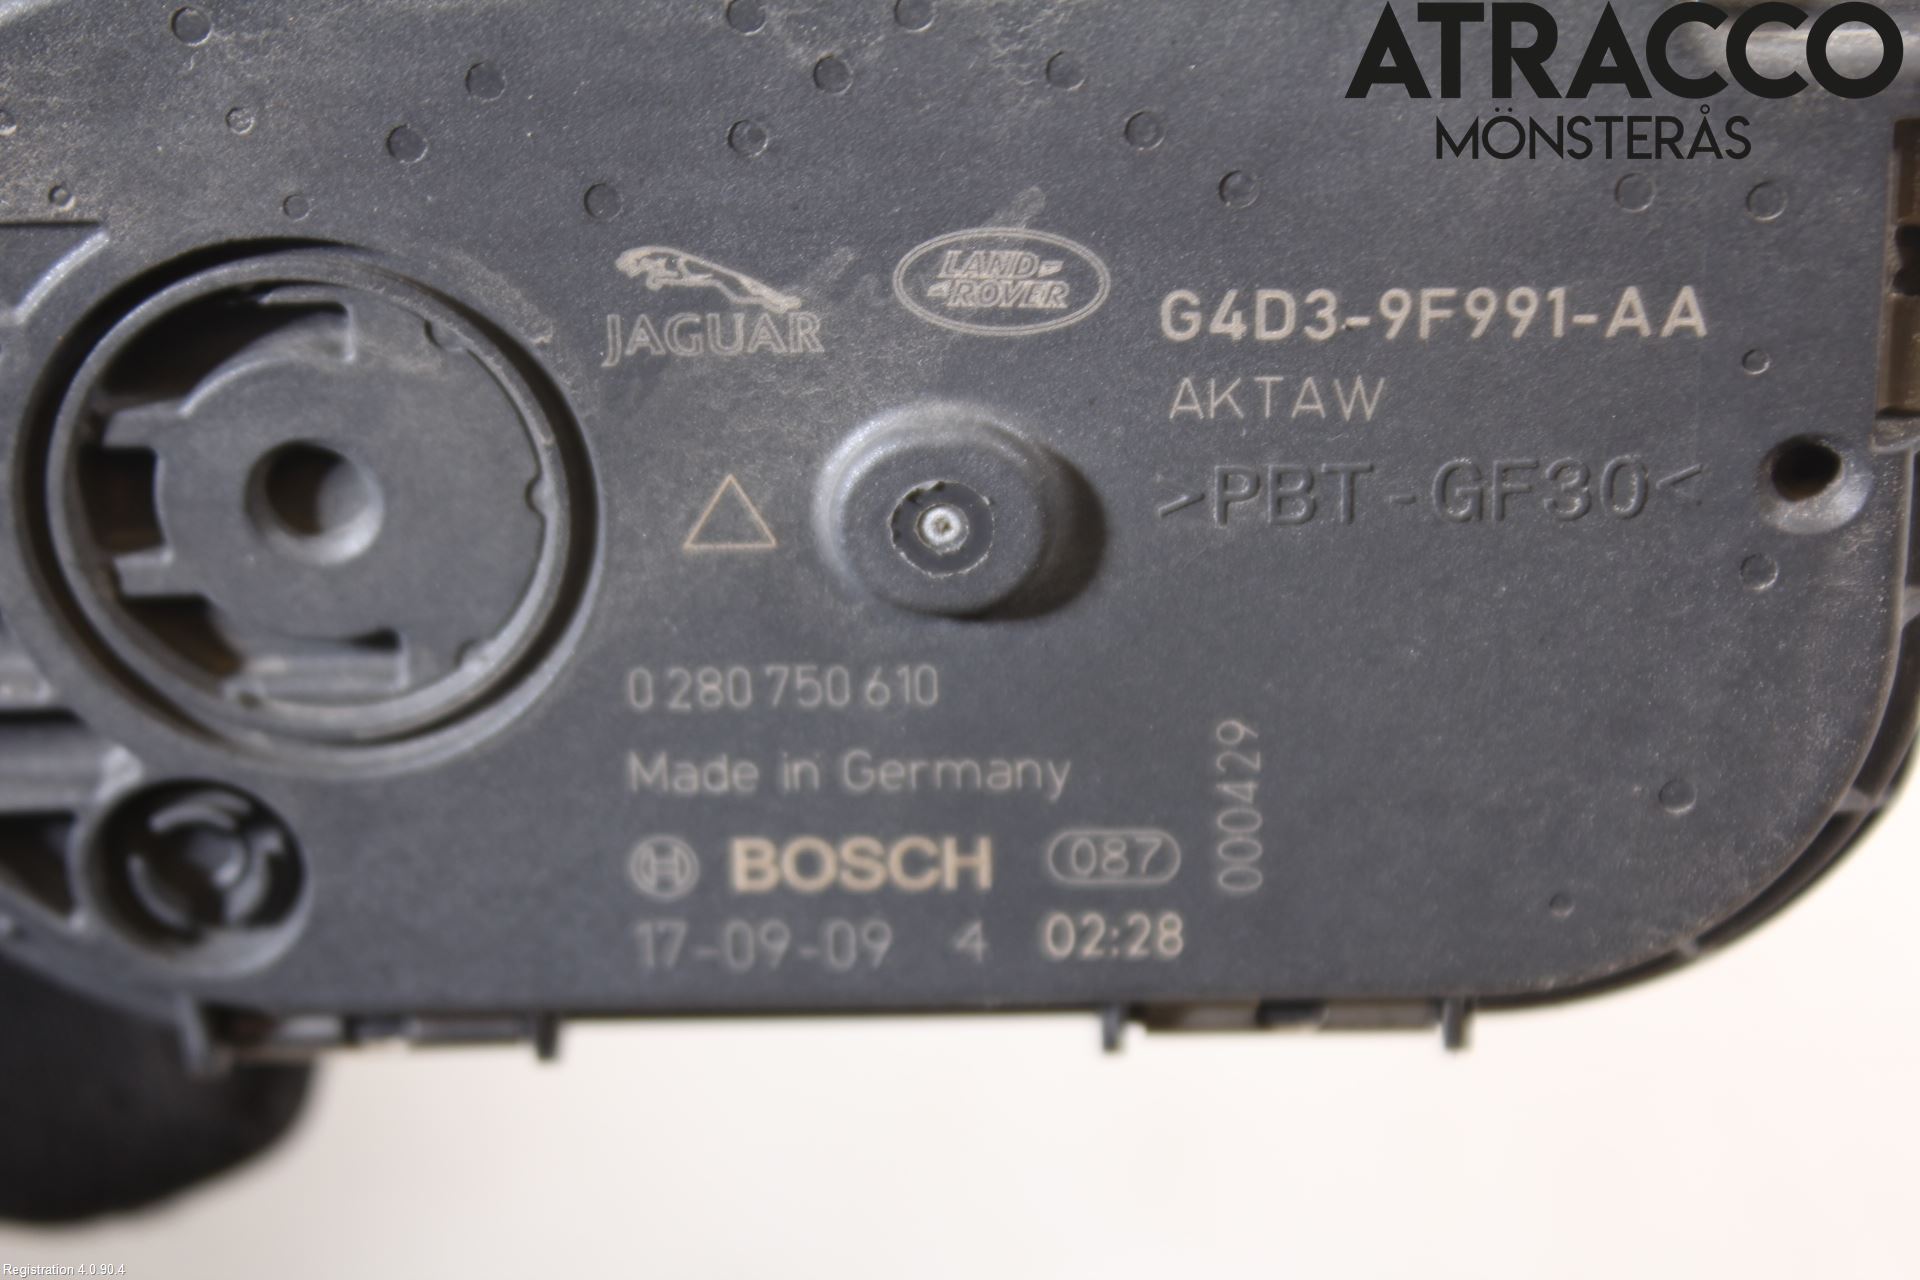 ATRACCO
MÖNSTERÅS
JAGUAR
LAND-
-ROVER
G4D3-9F991-AA
AKTAW
>PBT-GF30<
0 280 750 610
Made in Germany
BOSCH 087
17-09-09 4 02:28
000429
Registration 4.0.90.4